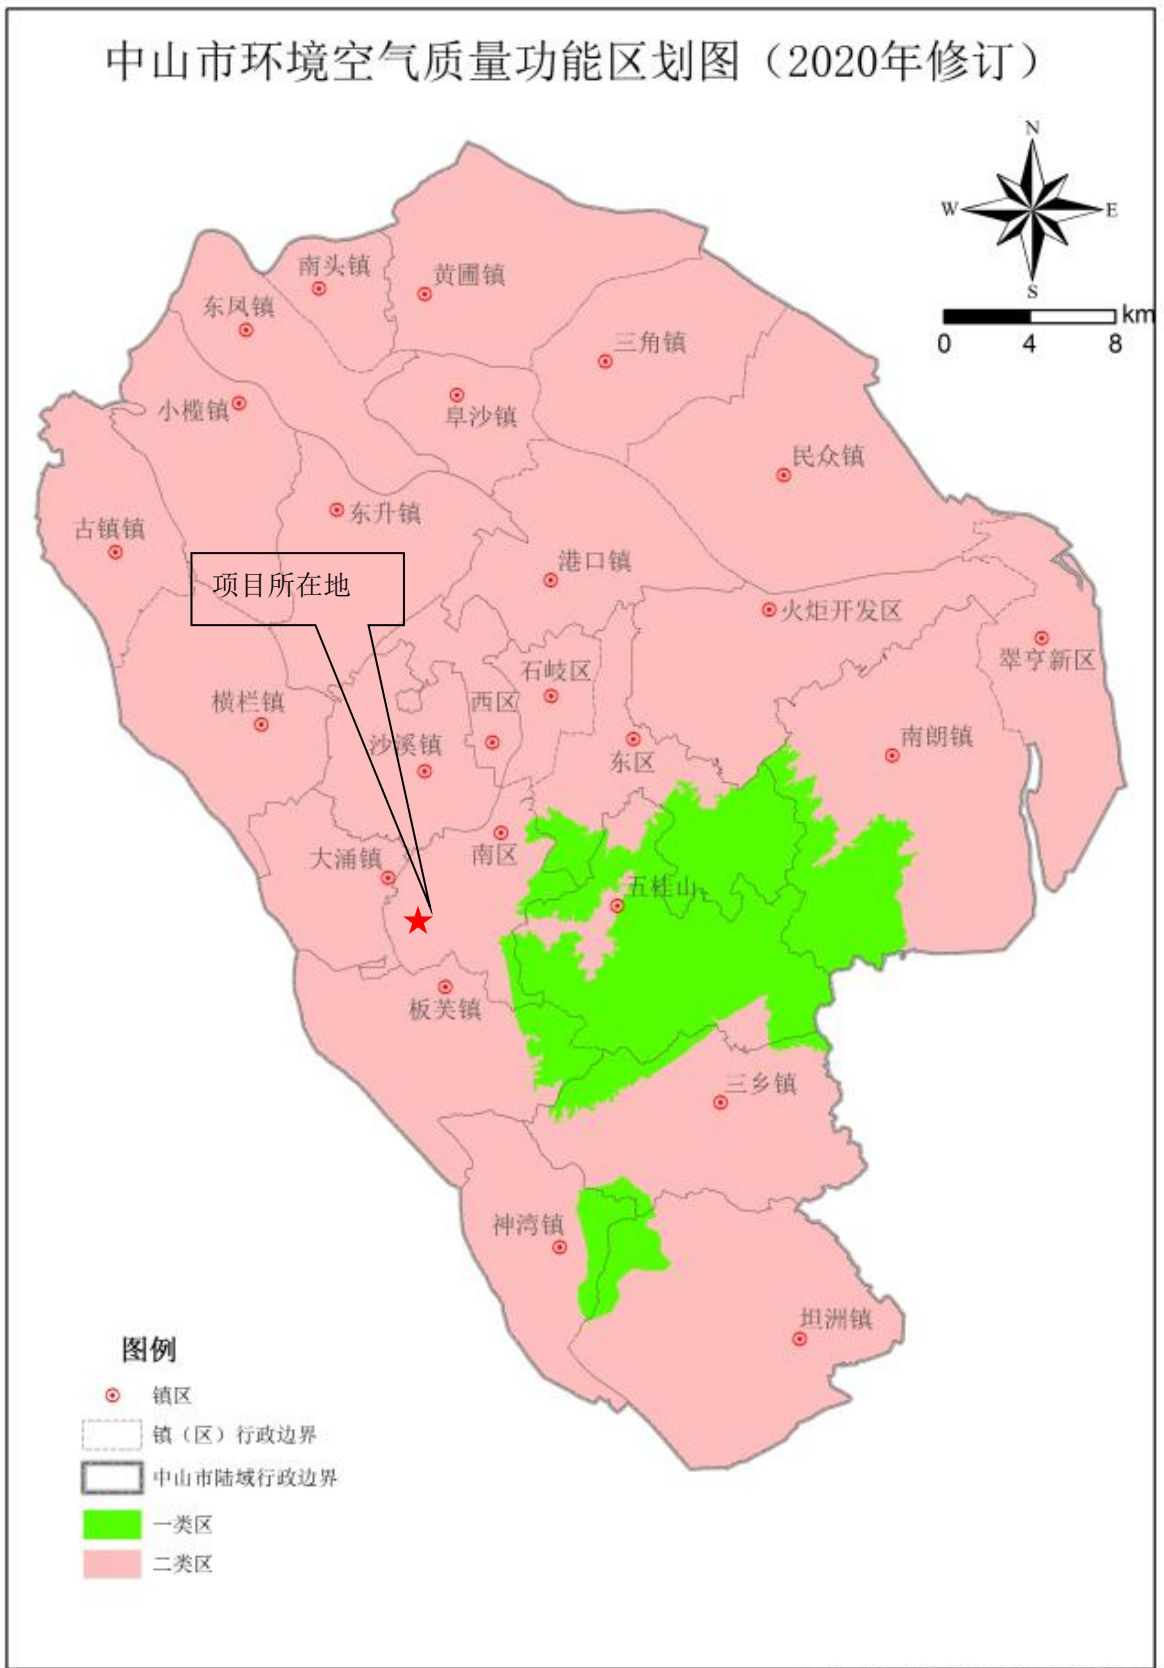 中山市环境空气质量功能区划图（2020年修订）
N
W
E
S
km
0 4 8
南头镇
黄圃镇
东凤镇
三角镇
小榄镇
阜沙镇
民众镇
古镇镇
东升镇
港口镇
项目所在地
火炬开发区
翠亨新区
石岐区
横栏镇
西区
沙溪镇
东区
南朗镇
南区
大涌镇
五桂山
板芙镇
三乡镇
神湾镇
坦洲镇
图例
镇区
镇（区）行政边界
中山市陆域行政边界
一类区
二类区